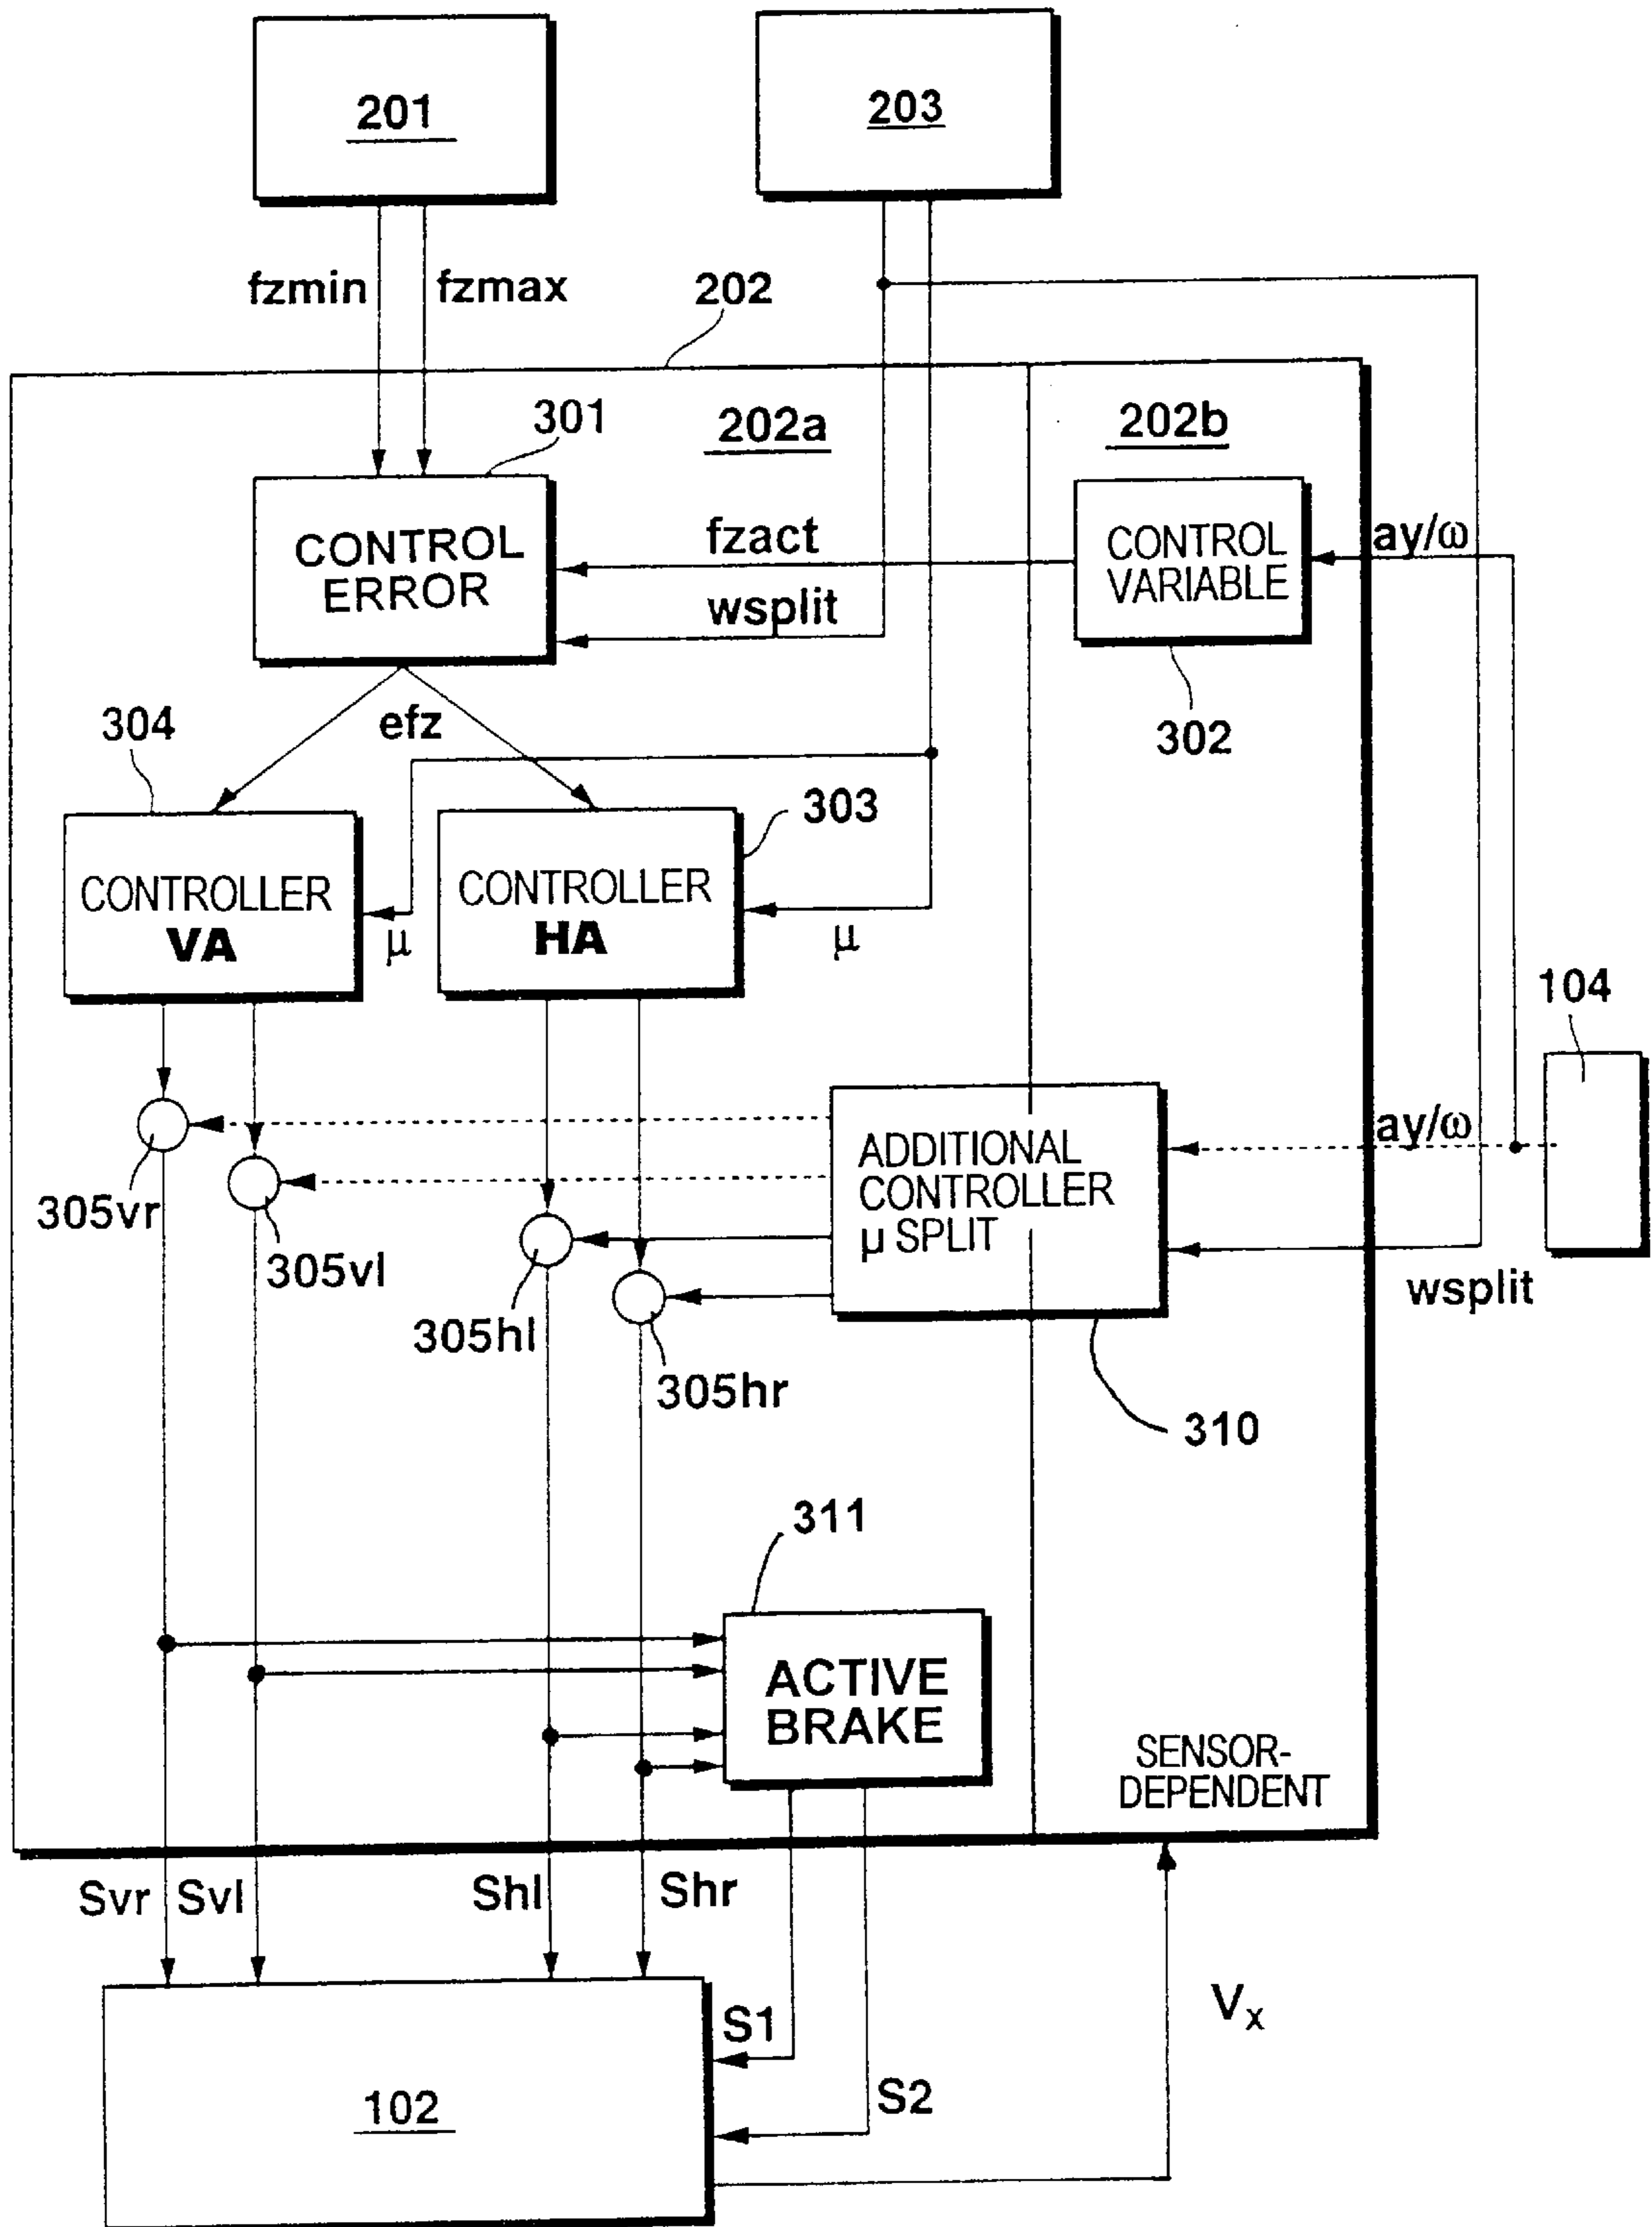 201
203
fzmin
fzmax
202
301
202a
202b
CONTROL
ERROR
fzact
wsplit
CONTROL
VARIABLE
ay/ω
304
efz
302
303
CONTROLLER
VA
μ
CONTROLLER
HA
μ
104
ADDITIONAL
CONTROLLER
μ SPLIT
ay/ω
305vr
305vl
305hl
305hr
wsplit
310
311
ACTIVE
BRAKE
SENSOR-
DEPENDENT
Svr
Svl
Shl
Shr
S1
S2
Vx
102